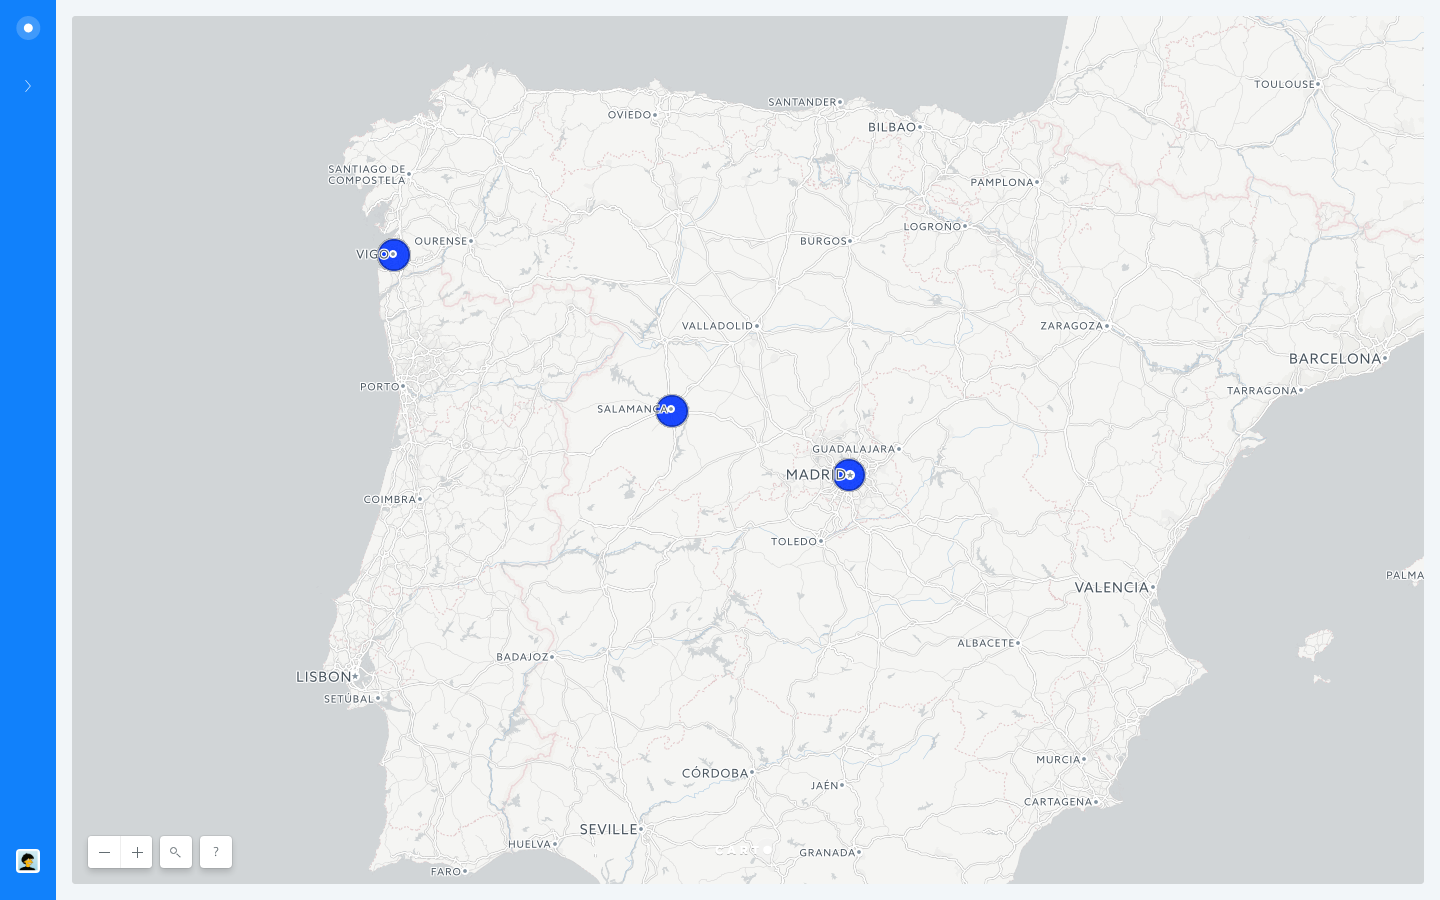 TOULOUSE
SANTANDER
OVIEDO
BILBAO
SANTIAGO DE
COMPOSTELA
PAMPLONA
LOGROÑO
OURENSE
BURGOS
VIGO
VALLADOLID
ZARAGOZA
BARCELONA
PORTO
TARRAGONA
SALAMANCA
GUADALAJARA
MADRID
COIMBRA
TOLEDO
PALMA
VALENCIA
ALBACETE
BADAJOZ
LISBON
SETÚBAL
MURCIA
CÓRDOBA
JAÉN
CARTAGENA
SEVILLE
HUELVA
CARTO
GRANADA
FARO
?